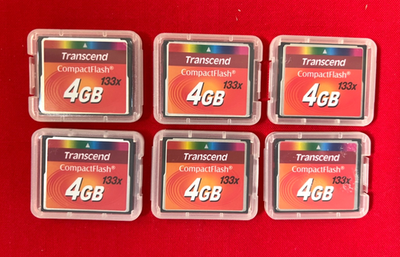 Transcend
CompactFlash®
133x
4GB
Transcend
CompactFlash®
133x
4GB
Transcend
CompactFlash®
133x
4GB
Transcend
CompactFlash®
133x
4GB
Transcend
CompactFlash®
133x
4GB
Transcend
CompactFlash®
133x
4GB